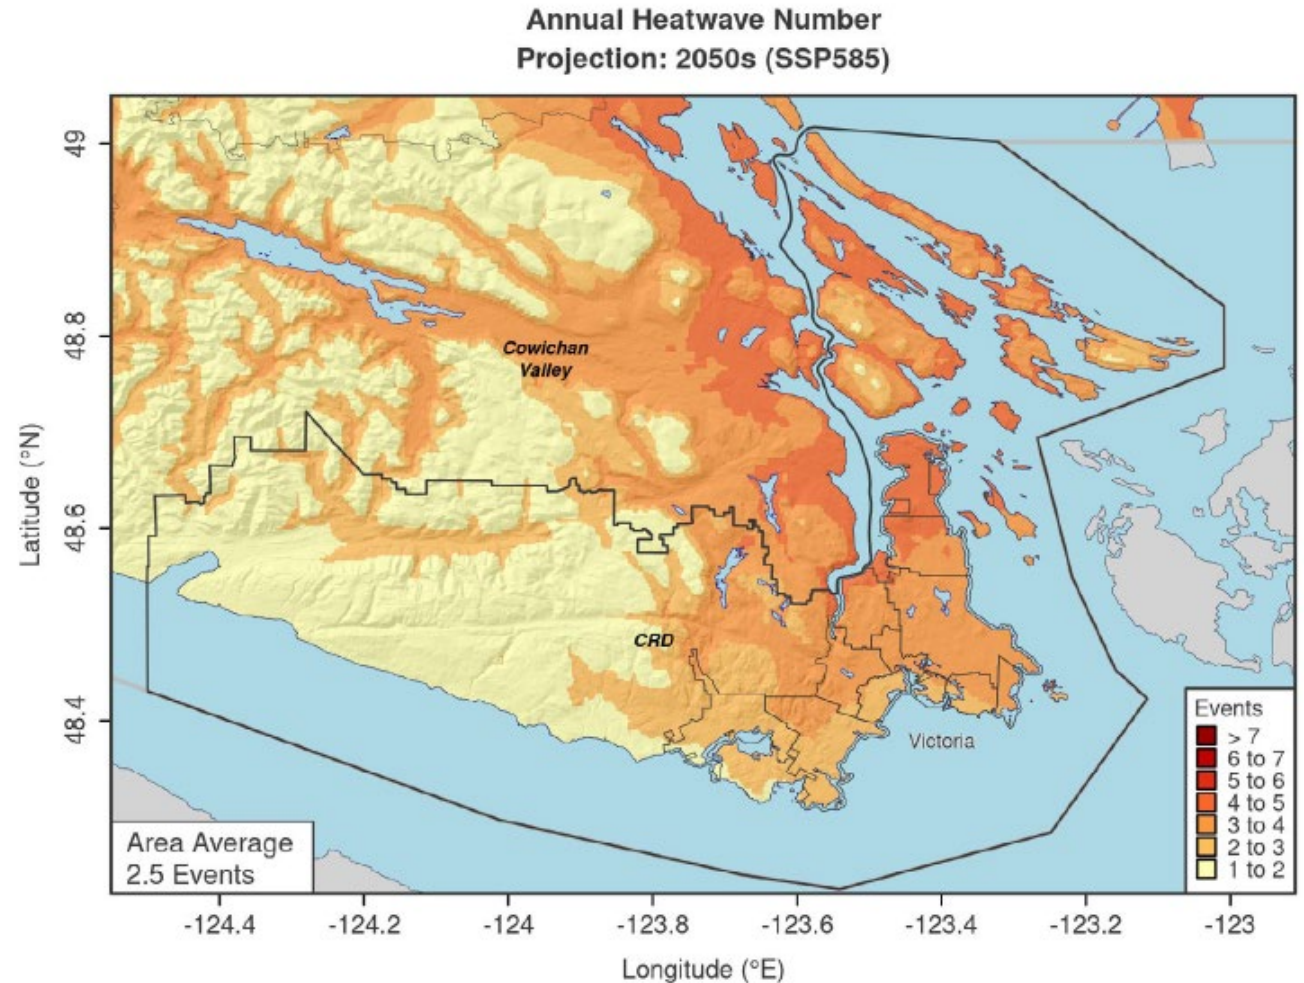 Annual Heatwave Number
Projection: 2050s (SSP585)
49
48.8
48.6
48.4
Latitude (°N)
Cowichan
Valley
CRD
Victoria
Events
> 7
6 to 7
5 to 6
4 to 5
3 to 4
2 to 3
1 to 2
Area Average
2.5 Events
-124.4
-124.2
-124
-123.8
-123.6
-123.4
-123.2
-123
Longitude (°E)